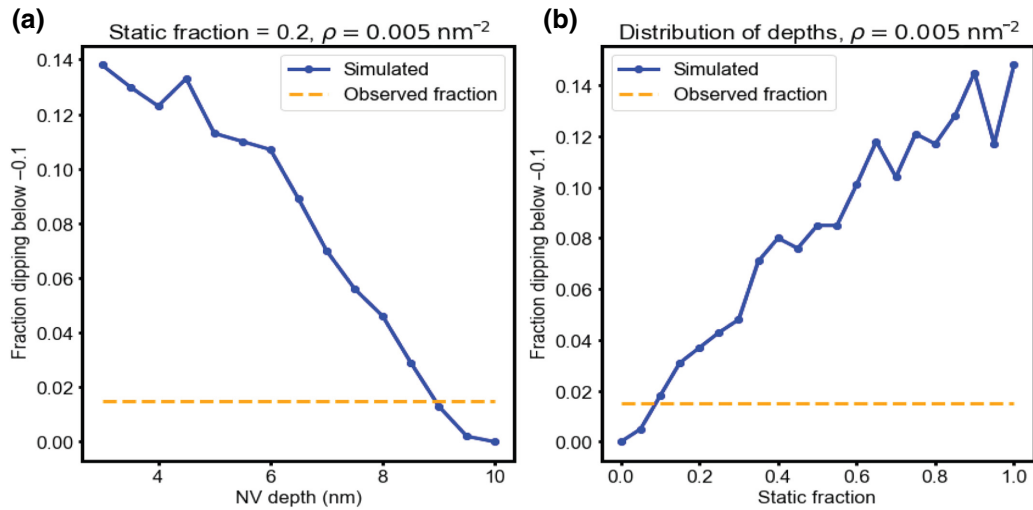 (a)
Static fraction = 0.2, ρ = 0.005 nm⁻²
Simulated
Observed fraction
Fraction dipping below −0.1
0.14
0.12
0.10
0.08
0.06
0.04
0.02
0.00
4
6
8
10
NV depth (nm)
(b)
Distribution of depths, ρ = 0.005 nm⁻²
Simulated
Observed fraction
Fraction dipping below −0.1
0.14
0.12
0.10
0.08
0.06
0.04
0.02
0.00
0.0
0.2
0.4
0.6
0.8
1.0
Static fraction